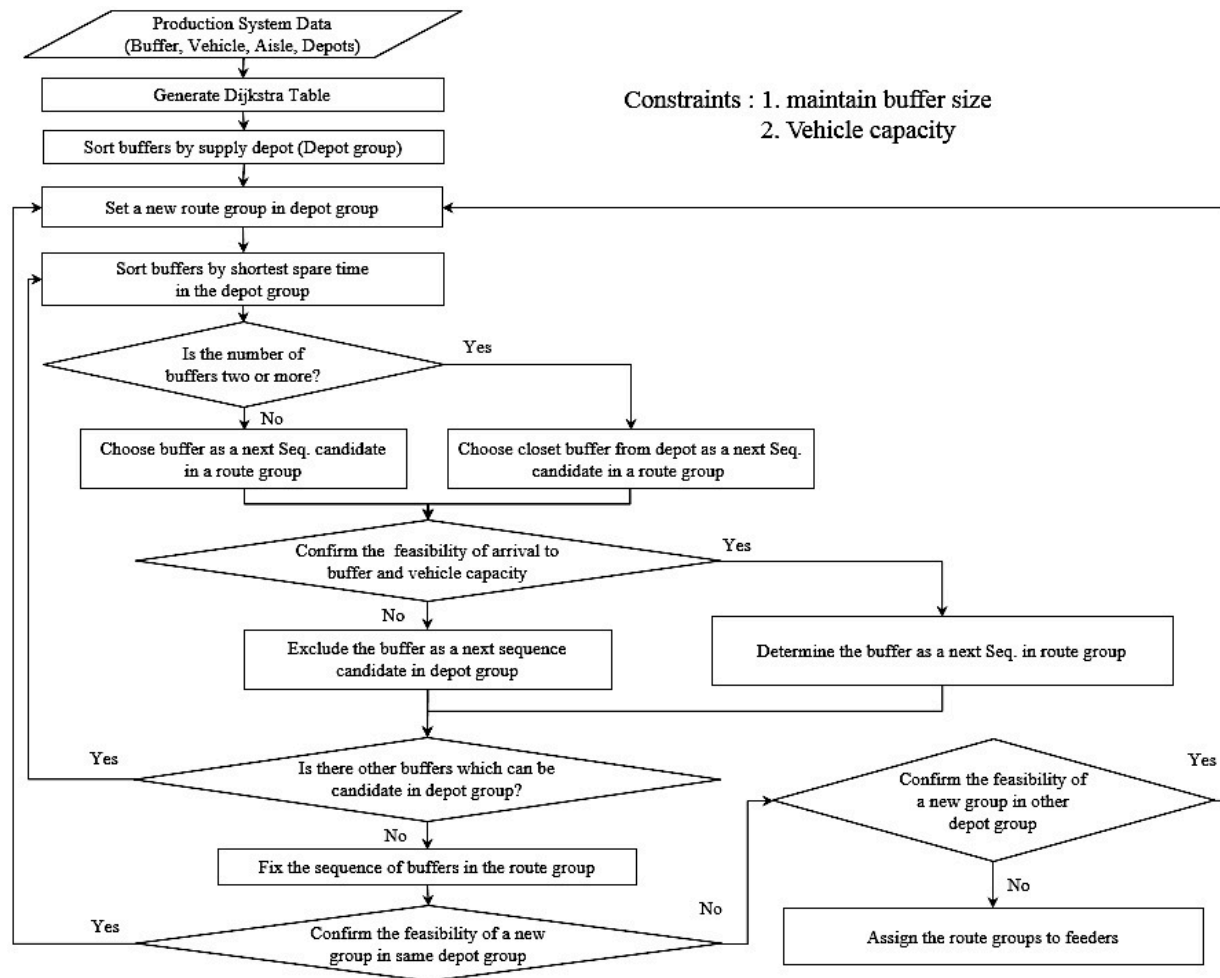 Production System Data
(Buffer, Vehicle, Aisle, Depots)
Generate Dijkstra Table
Constraints : 1. maintain buffer size
2. Vehicle capacity
Sort buffers by supply depot (Depot group)
Set a new route group in depot group
Sort buffers by shortest spare time
in the depot group
Is the number of
buffers two or more?
Yes
No
Choose buffer as a next Seq. candidate
in a route group
Choose closet buffer from depot as a next Seq.
candidate in a route group
Confirm the feasibility of arrival to
buffer and vehicle capacity
Yes
No
Exclude the buffer as a next sequence
candidate in depot group
Determine the buffer as a next Seq. in route group
Yes
Is there other buffers which can be
candidate in depot group?
No
Confirm the feasibility of
a new group in other
depot group
Yes
Fix the sequence of buffers in the route group
No
Yes
Confirm the feasibility of a new
group in same depot group
No
Assign the route groups to feeders